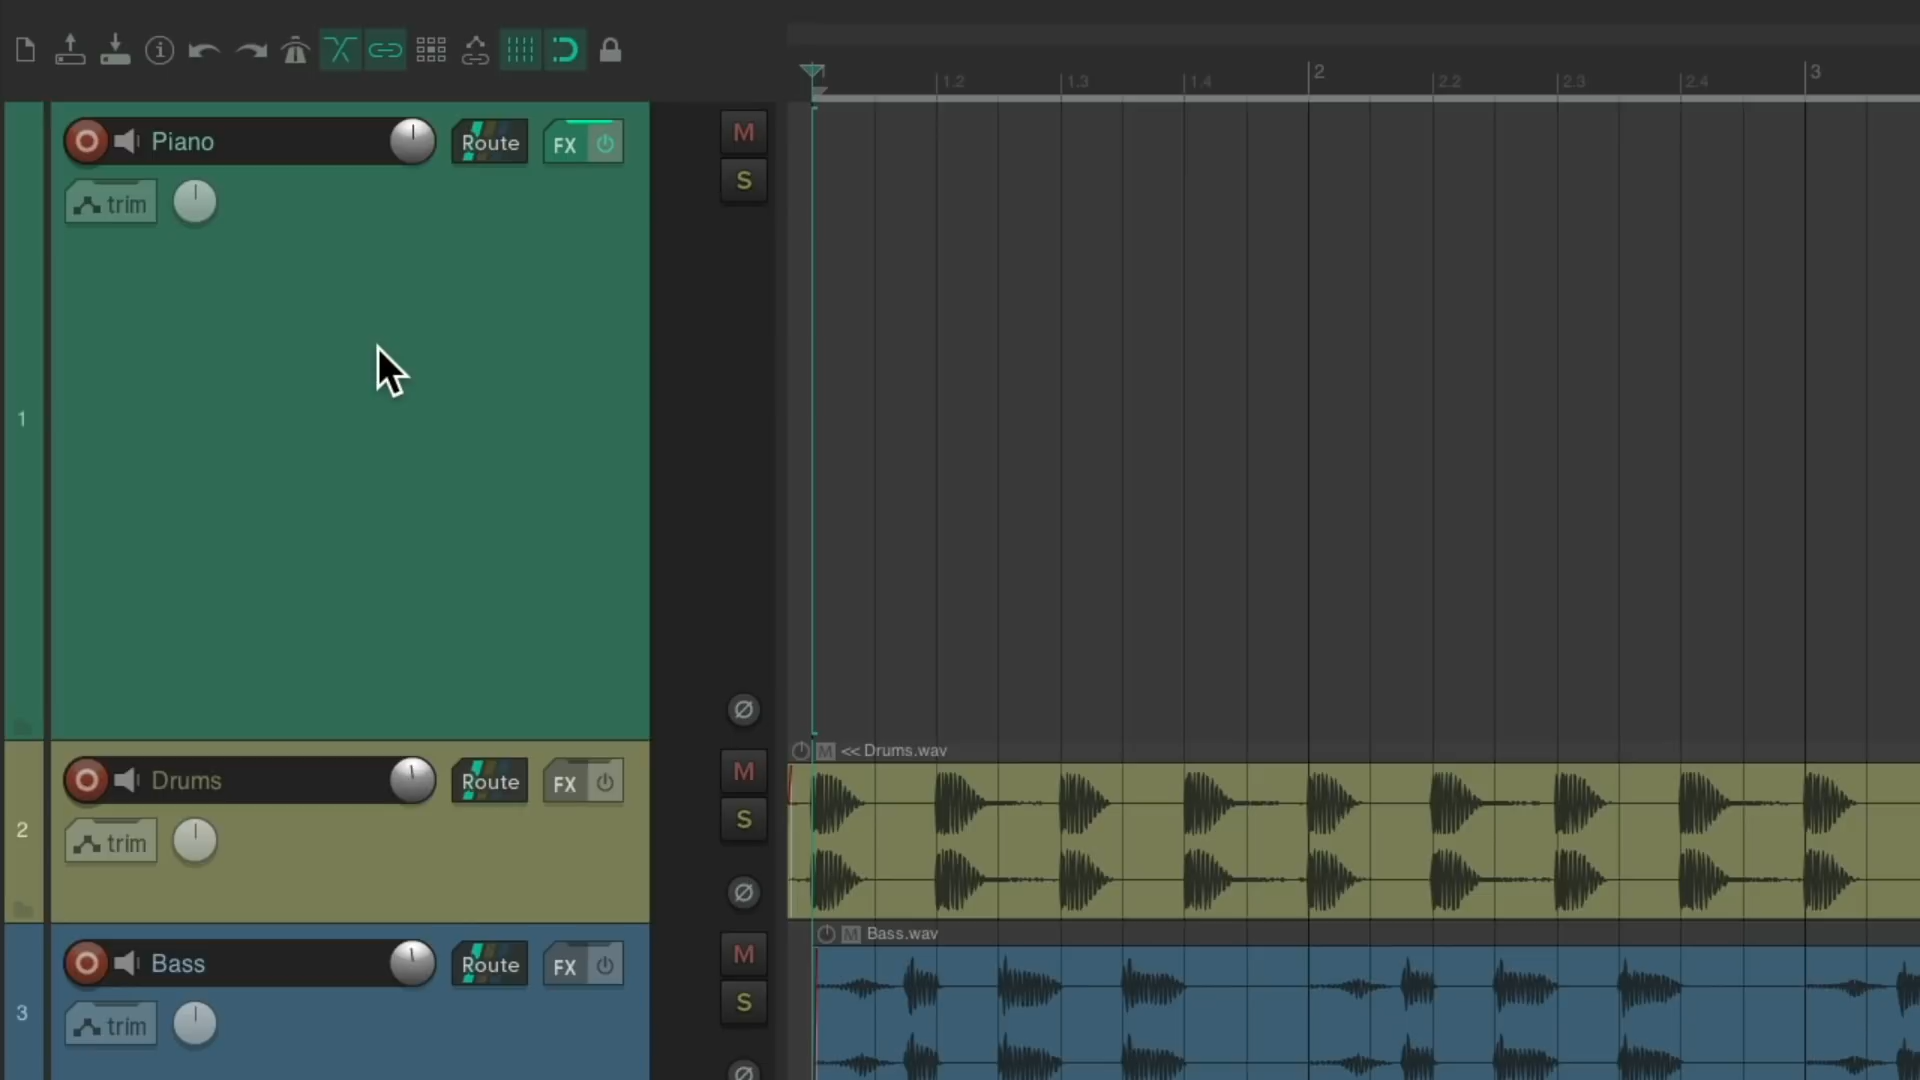 1.2 1.3 1.4 2 2.2 2.3 2.4 3
Piano Route FX M
trim S
1
<< Drums.wav
M
Drums Route FX M
trim S
2
Bass.wav
M
Bass Route FX M
trim S
3